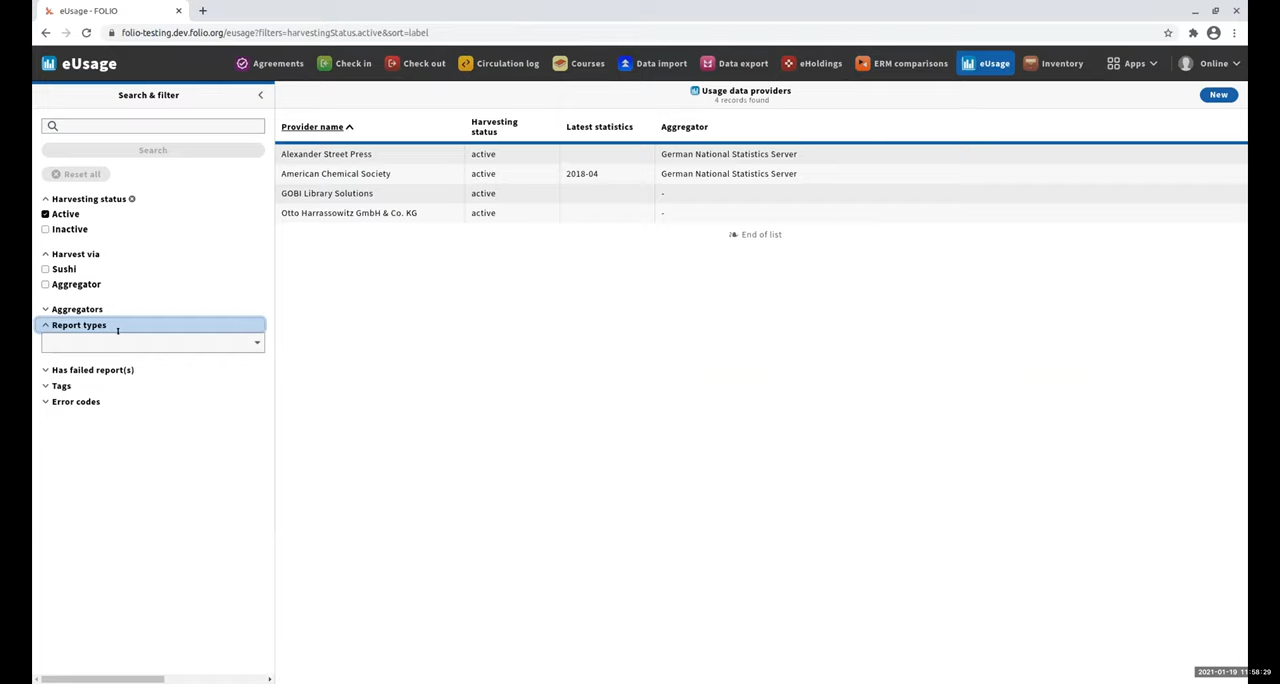 eUsage - FOLIO
folio-testing.dev.folio.org/eusage?filters=harvestingStatus.active&sort=label
eUsage
Agreements
Check in
Check out
Circulation log
Courses
Data import
Data export
eHoldings
ERM comparisons
eUsage
Inventory
Apps
Online
Search & filter
Usage data providers
4 records found
New
Provider name
Harvesting status
Latest statistics
Aggregator
Search
Reset all
Harvesting status
Active
Inactive
Harvest via
Sushi
Aggregator
Aggregators
Report types
Has failed report(s)
Tags
Error codes
Alexander Street Press active German National Statistics Server
American Chemical Society active 2018-04 German National Statistics Server
GOBI Library Solutions active -
Otto Harrassowitz GmbH & Co. KG active -
End of list
2021-01-19 11:58:29